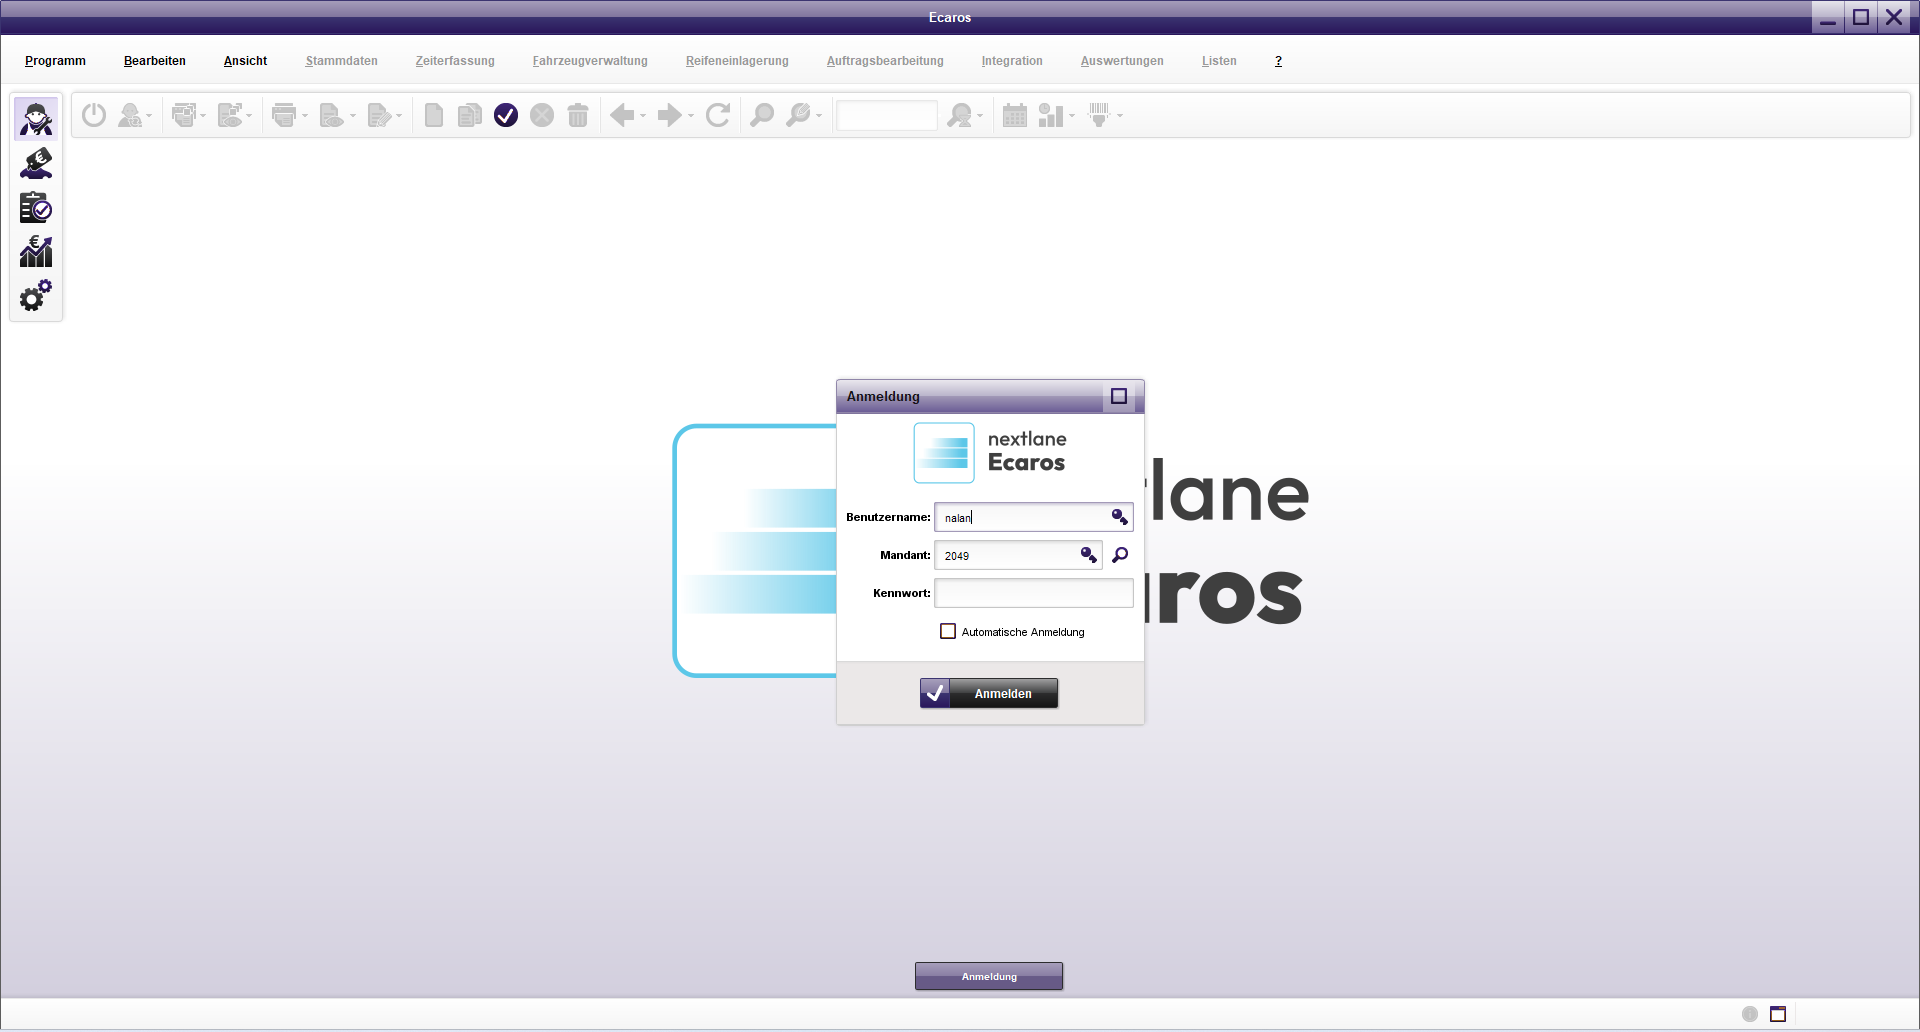 Ecaros
Programm Bearbeiten Ansicht Stammdaten Zeiterfassung Fahrzeugverwaltung Reifeneinlagerung Auftragsbearbeitung Integration Auswertungen Listen ?
Anmeldung
nextlane
Ecaros
lane
ros
Benutzername: nalan
Mandant: 2049
Kennwort:
Automatische Anmeldung
Anmelden
Anmeldung